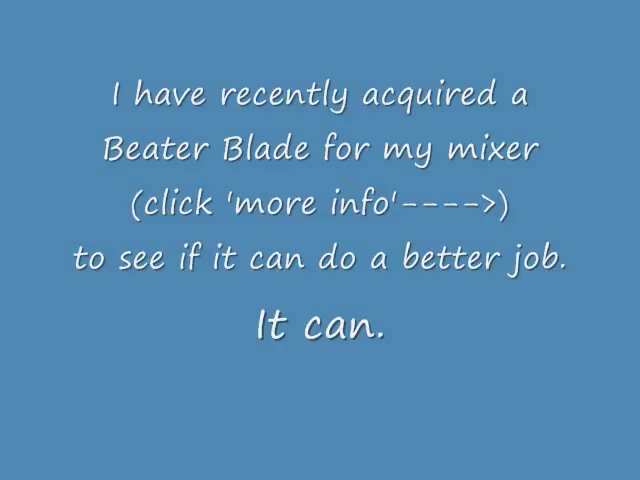 I have recently acquired a
Beater Blade for my mixer
(click 'more info'---->)
to see if it can do a better job.
It can.